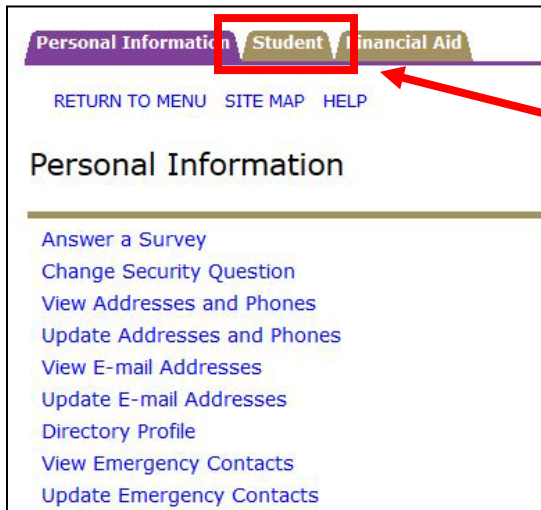 Personal Information Student Financial Aid
RETURN TO MENU SITE MAP HELP
Personal Information
Answer a Survey
Change Security Question
View Addresses and Phones
Update Addresses and Phones
View E-mail Addresses
Update E-mail Addresses
Directory Profile
View Emergency Contacts
Update Emergency Contacts